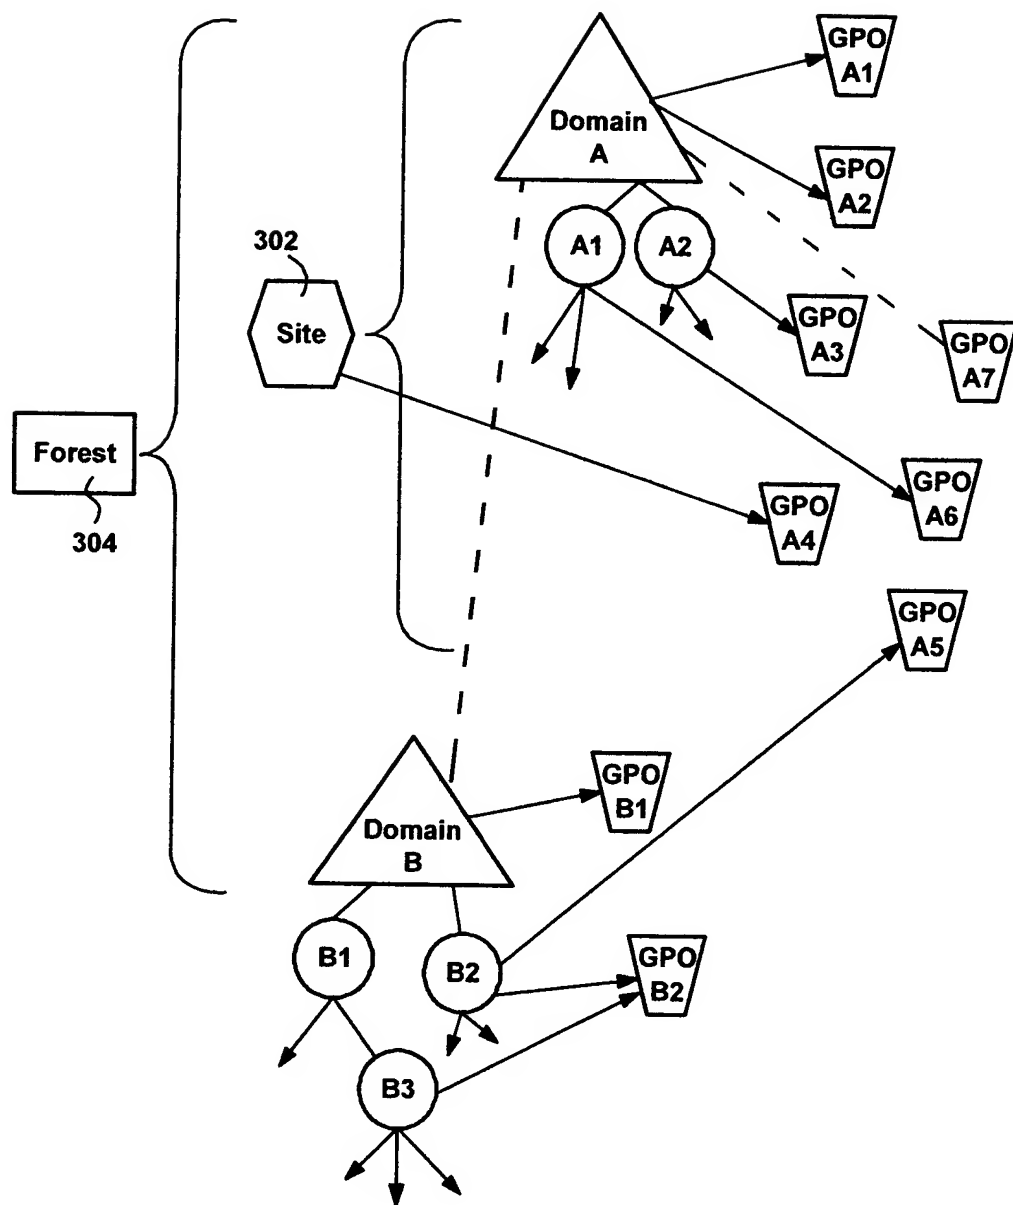 GPO
A1
Domain
A
GPO
A2
302
A1
A2
Site
GPO
A3
GPO
A7
Forest
304
GPO
A4
GPO
A6
GPO
A5
GPO
B1
Domain
B
B1
B2
GPO
B2
B3